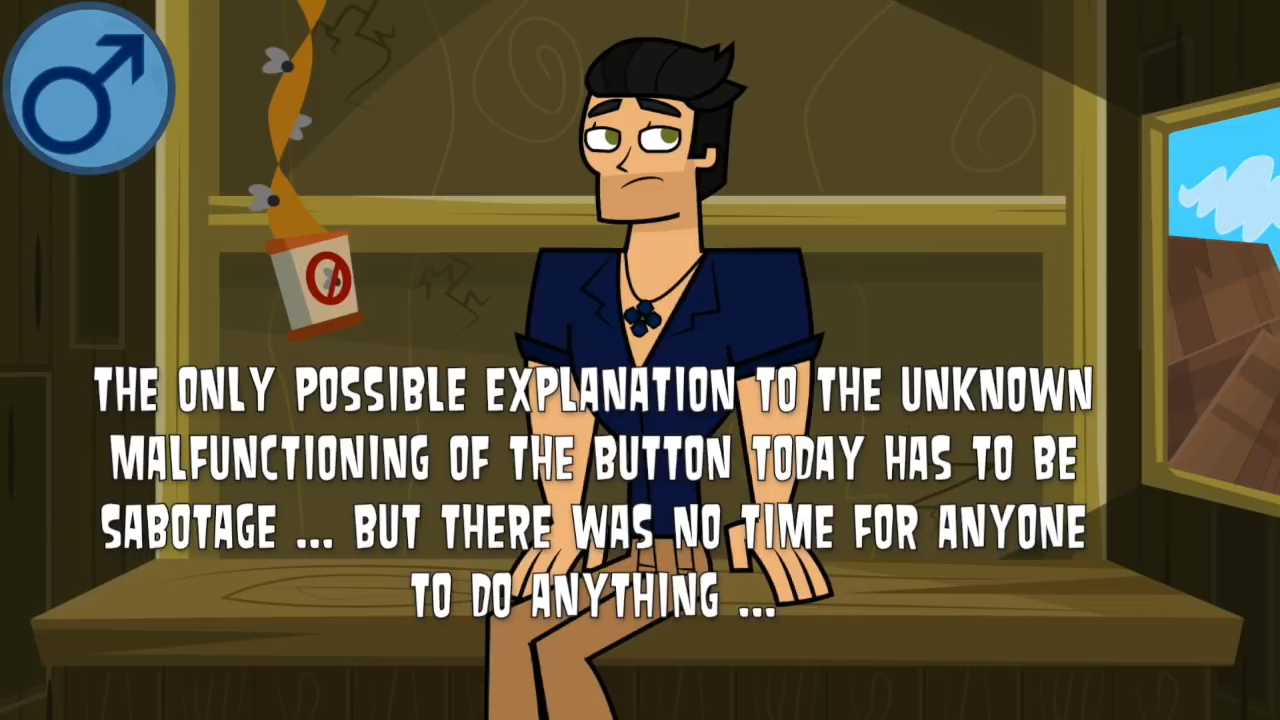 THE ONLY POSSIBLE EXPLANATION TO THE UNKNOWN
MALFUNCTIONING OF THE BUTTON TODAY HAS TO BE
SABOTAGE ... BUT THERE WAS NO TIME FOR ANYONE
TO DO ANYTHING ...